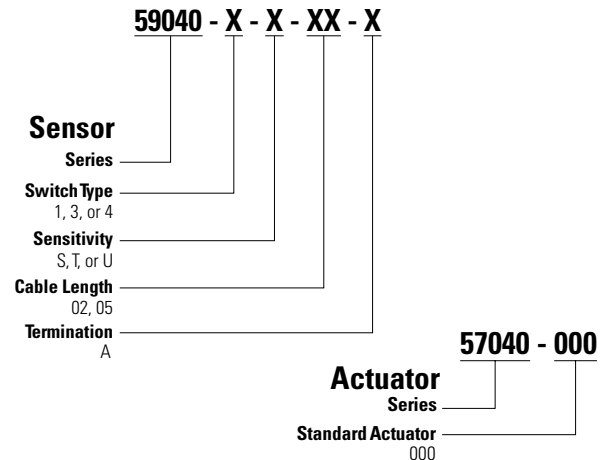 59040 - X - X - XX - X
Sensor
Series
Switch Type
1, 3, or 4
Sensitivity
S, T, or U
Cable Length
02, 05
Termination
A
57040 - 000
Actuator
Series
Standard Actuator
000